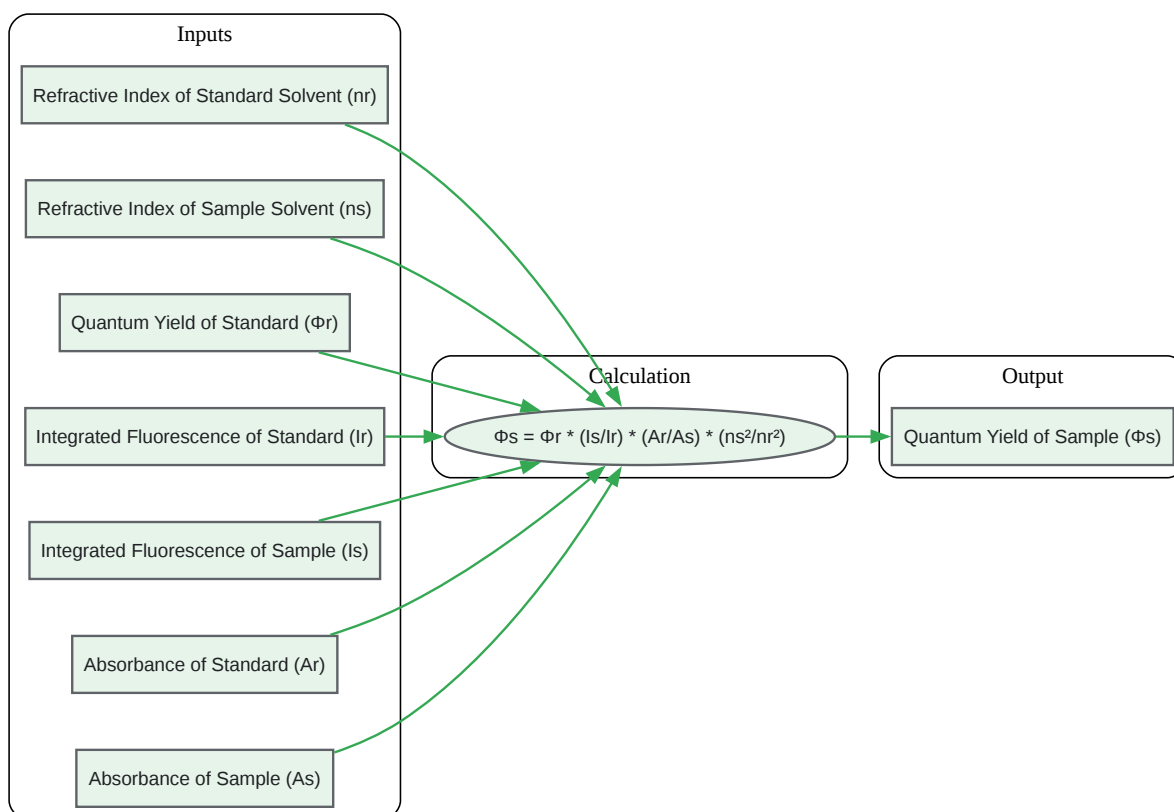 Inputs
Refractive Index of Standard Solvent (nr)
Refractive Index of Sample Solvent (ns)
Quantum Yield of Standard (Φr)
Integrated Fluorescence of Standard (Ir)
Integrated Fluorescence of Sample (Is)
Absorbance of Standard (Ar)
Absorbance of Sample (As)
Calculation
Φs = Φr * (Is/Ir) * (Ar/As) * (ns²/nr²)
Output
Quantum Yield of Sample (Φs)